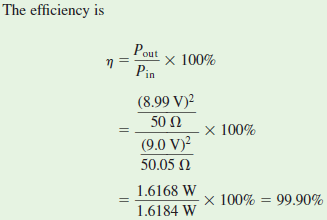 The efficiency is
η = P_out / P_in × 100%
= ((8.99 V)² / 50 Ω) / ((9.0 V)² / 50.05 Ω) × 100%
= 1.6168 W / 1.6184 W × 100% = 99.90%